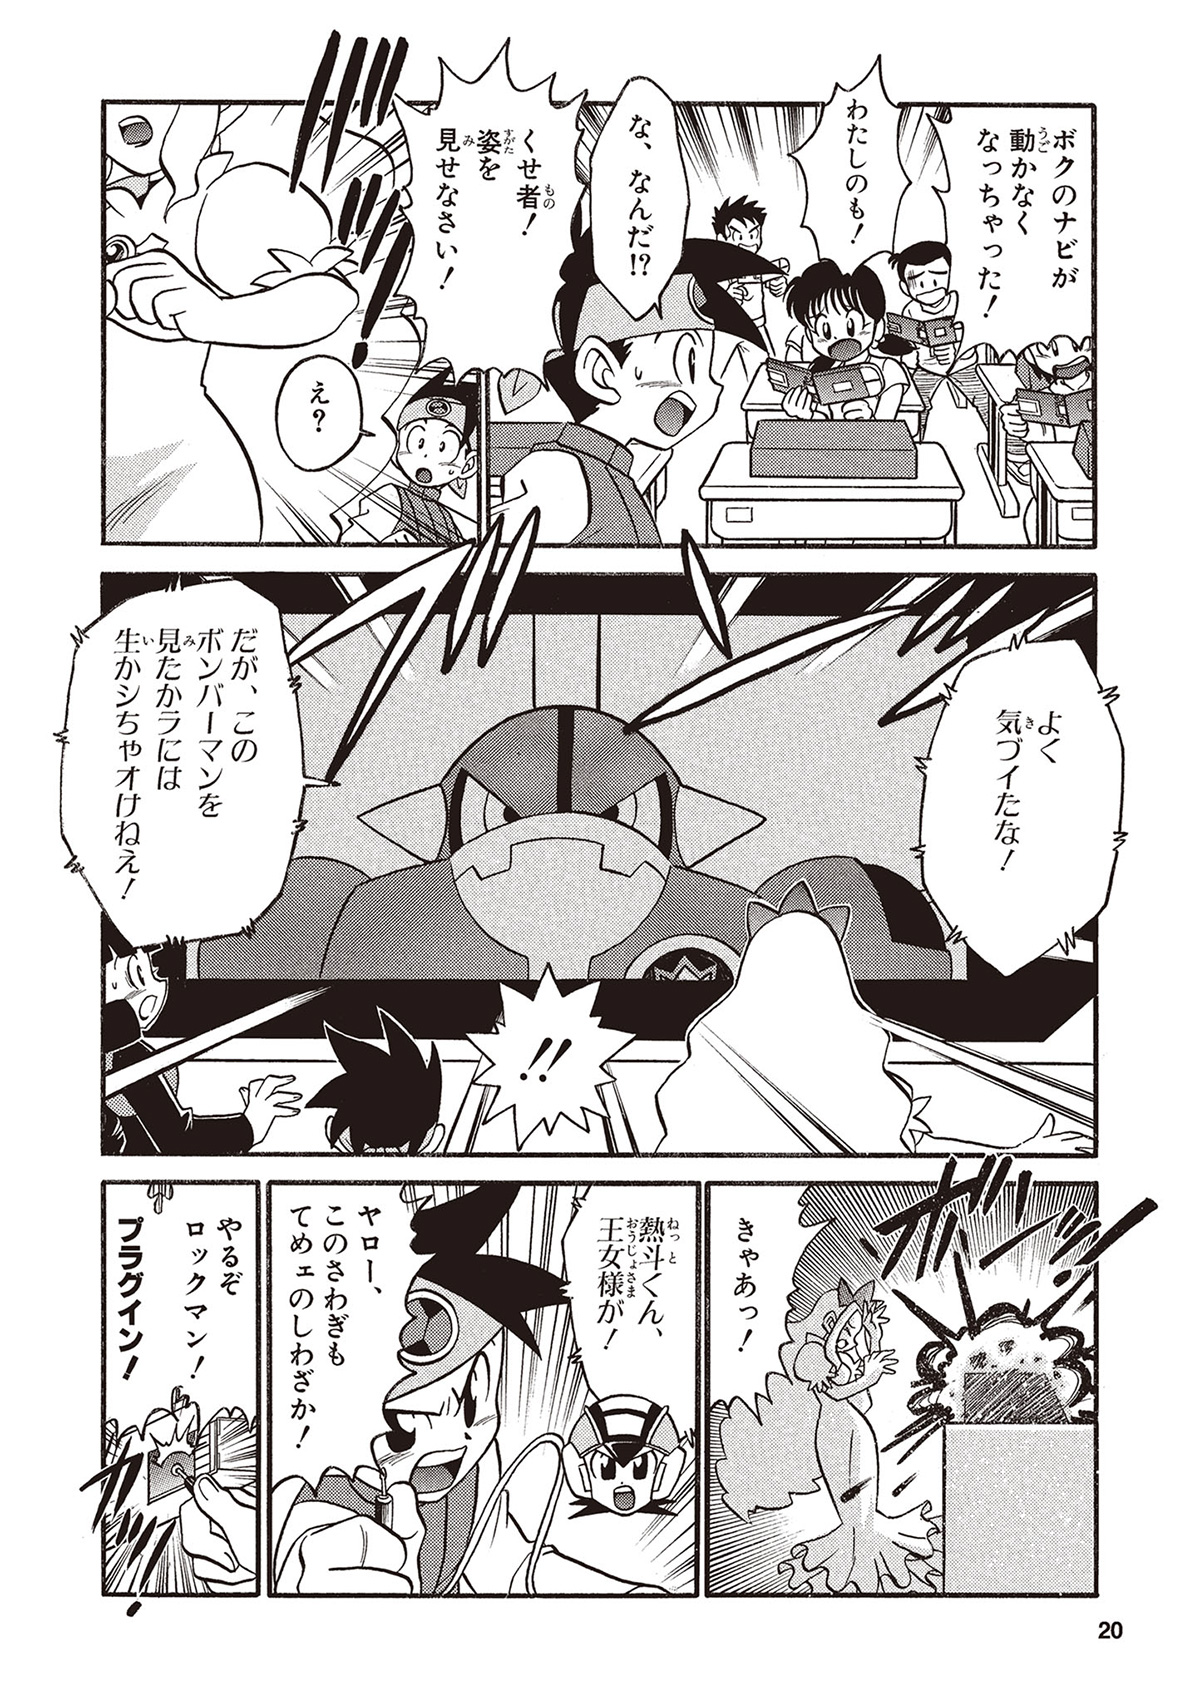 ボクのナビが
動かなく
なっちゃった！
わたしのも！
な、なんだ!?
くせ者！
姿を
見せなさい！
え？
よく
気づイたな！
だが、この
ボンバーマンを
見たかラには
生かシちゃオけねえ！
!!
きゃあっ！
熱斗くん、
王女様が！
ヤロー、
このさわぎも
てめェのしわざか！
やるぞ
ロックマン！
プラグイン！
20